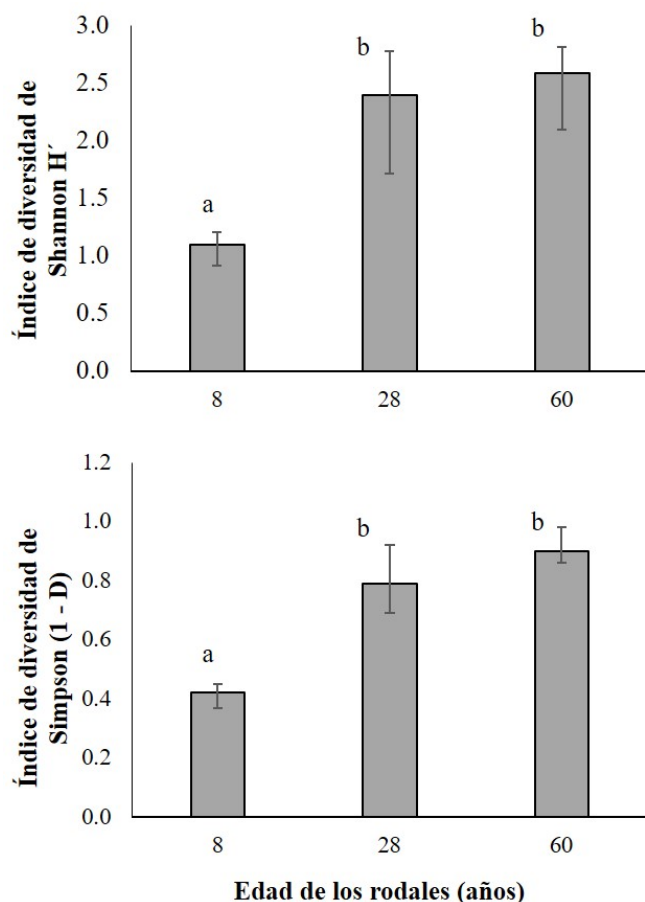 Índice de diversidad de
Shannon H´
3.0
2.5
2.0
1.5
1.0
0.5
0.0
a
b
b
8
28
60
Índice de diversidad de
Simpson (1 - D)
1.2
1.0
0.8
0.6
0.4
0.2
0.0
a
b
b
8
28
60
Edad de los rodales (años)